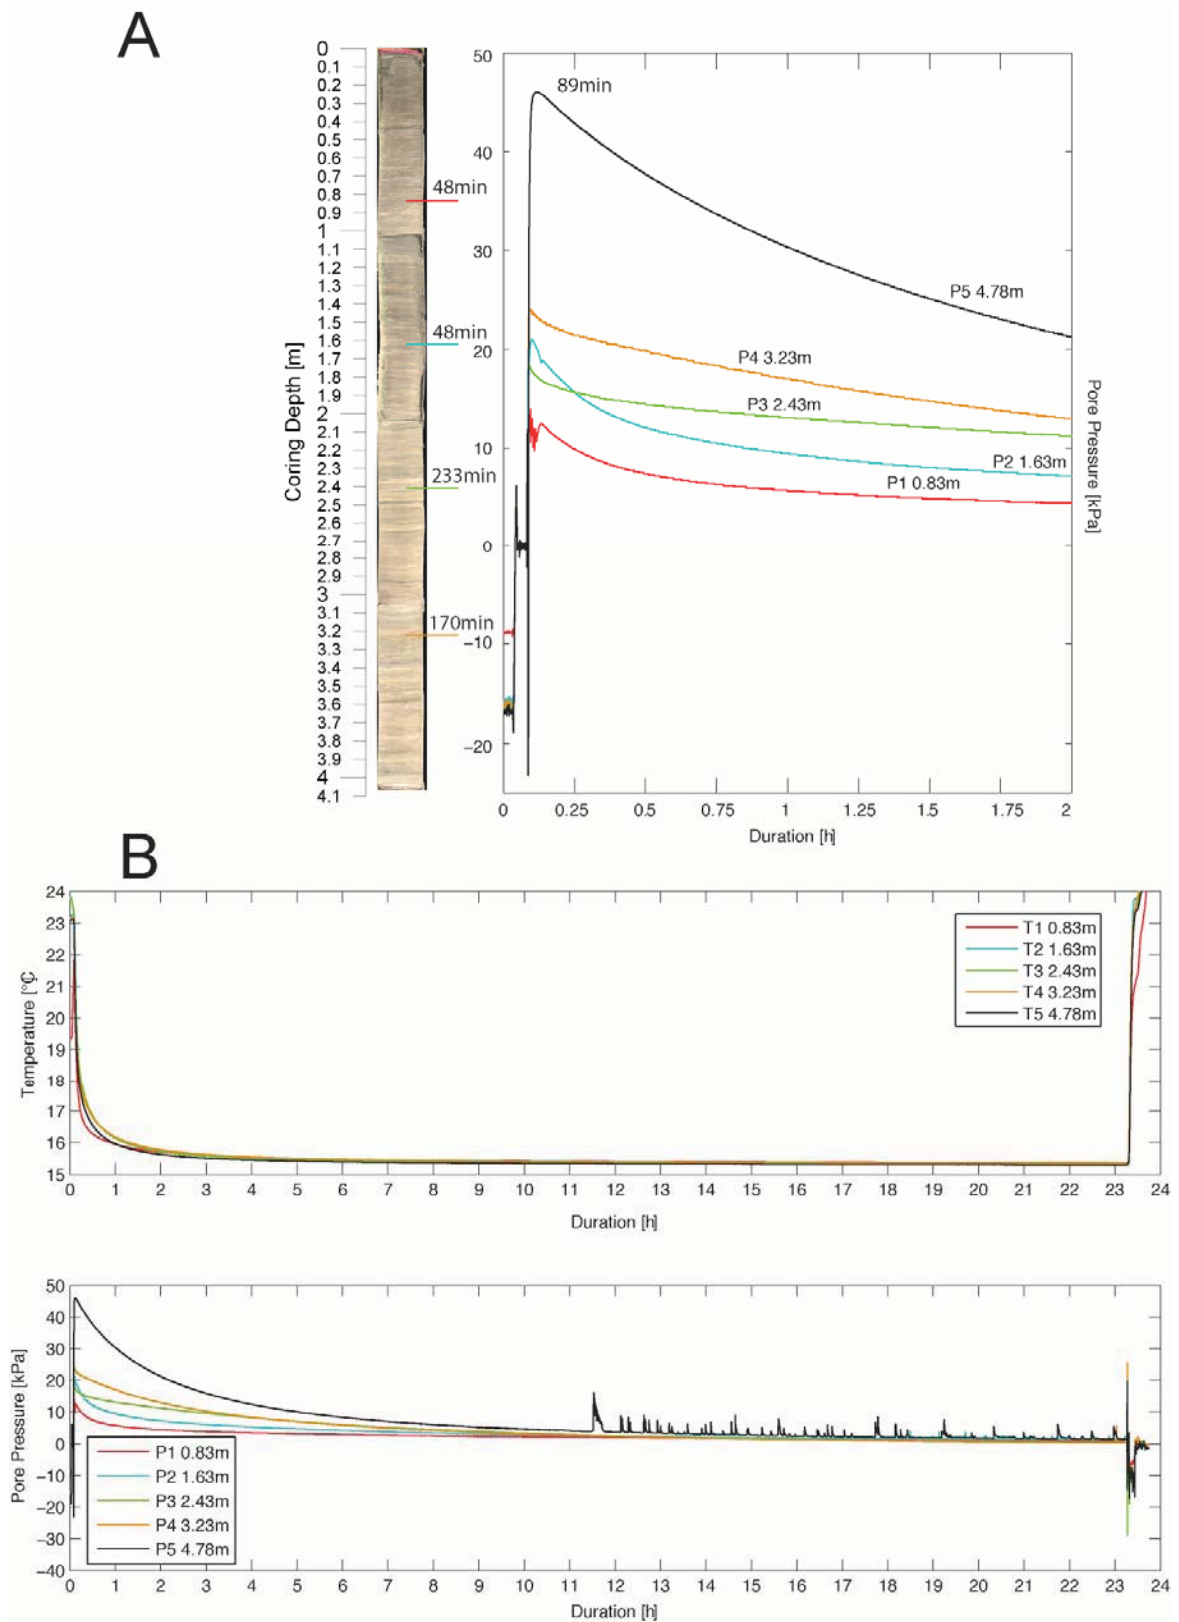 A
0
0.1
0.2
0.3
0.4
0.5
0.6
0.7
0.8
0.9
1
1.1
1.2
1.3
1.4
1.5
1.6
1.7
1.8
1.9
2
2.1
2.2
2.3
2.4
2.5
2.6
2.7
2.8
2.9
3
3.1
3.2
3.3
3.4
3.5
3.6
3.7
3.8
3.9
4
4.1
Coring Depth [m]
48min
48min
233min
170min
50
40
30
20
10
0
−10
−20
89min
P5 4.78m
P4 3.23m
P3 2.43m
P2 1.63m
P1 0.83m
Pore Pressure [kPa]
0 0.25 0.5 0.75 1 1.25 1.5 1.75 2
Duration [h]
B
24
23
22
21
20
19
18
17
16
15
Temperature [°C]
T1 0.83m
T2 1.63m
T3 2.43m
T4 3.23m
T5 4.78m
0 1 2 3 4 5 6 7 8 9 10 11 12 13 14 15 16 17 18 19 20 21 22 23 24
Duration [h]
50
40
30
20
10
0
−10
−20
−30
−40
Pore Pressure [kPa]
P1 0.83m
P2 1.63m
P3 2.43m
P4 3.23m
P5 4.78m
0 1 2 3 4 5 6 7 8 9 10 11 12 13 14 15 16 17 18 19 20 21 22 23 24
Duration [h]